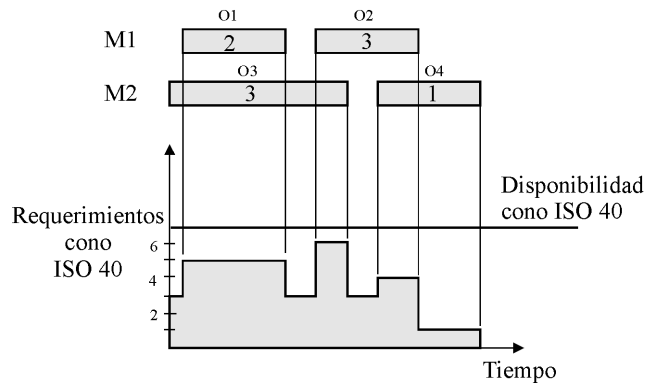 O1
O2
M1
2
3
O3
O4
M2
3
1
Disponibilidad
cono ISO 40
Requerimientos
cono
ISO 40
6
4
2
Tiempo